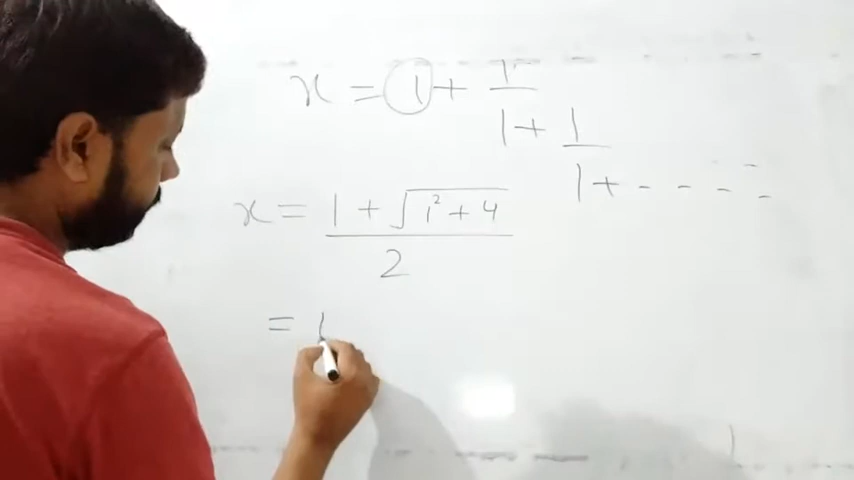 x = 1 + 1
1 + 1
1 + - - - -
x = 1 + √1² + 4
2
= 1